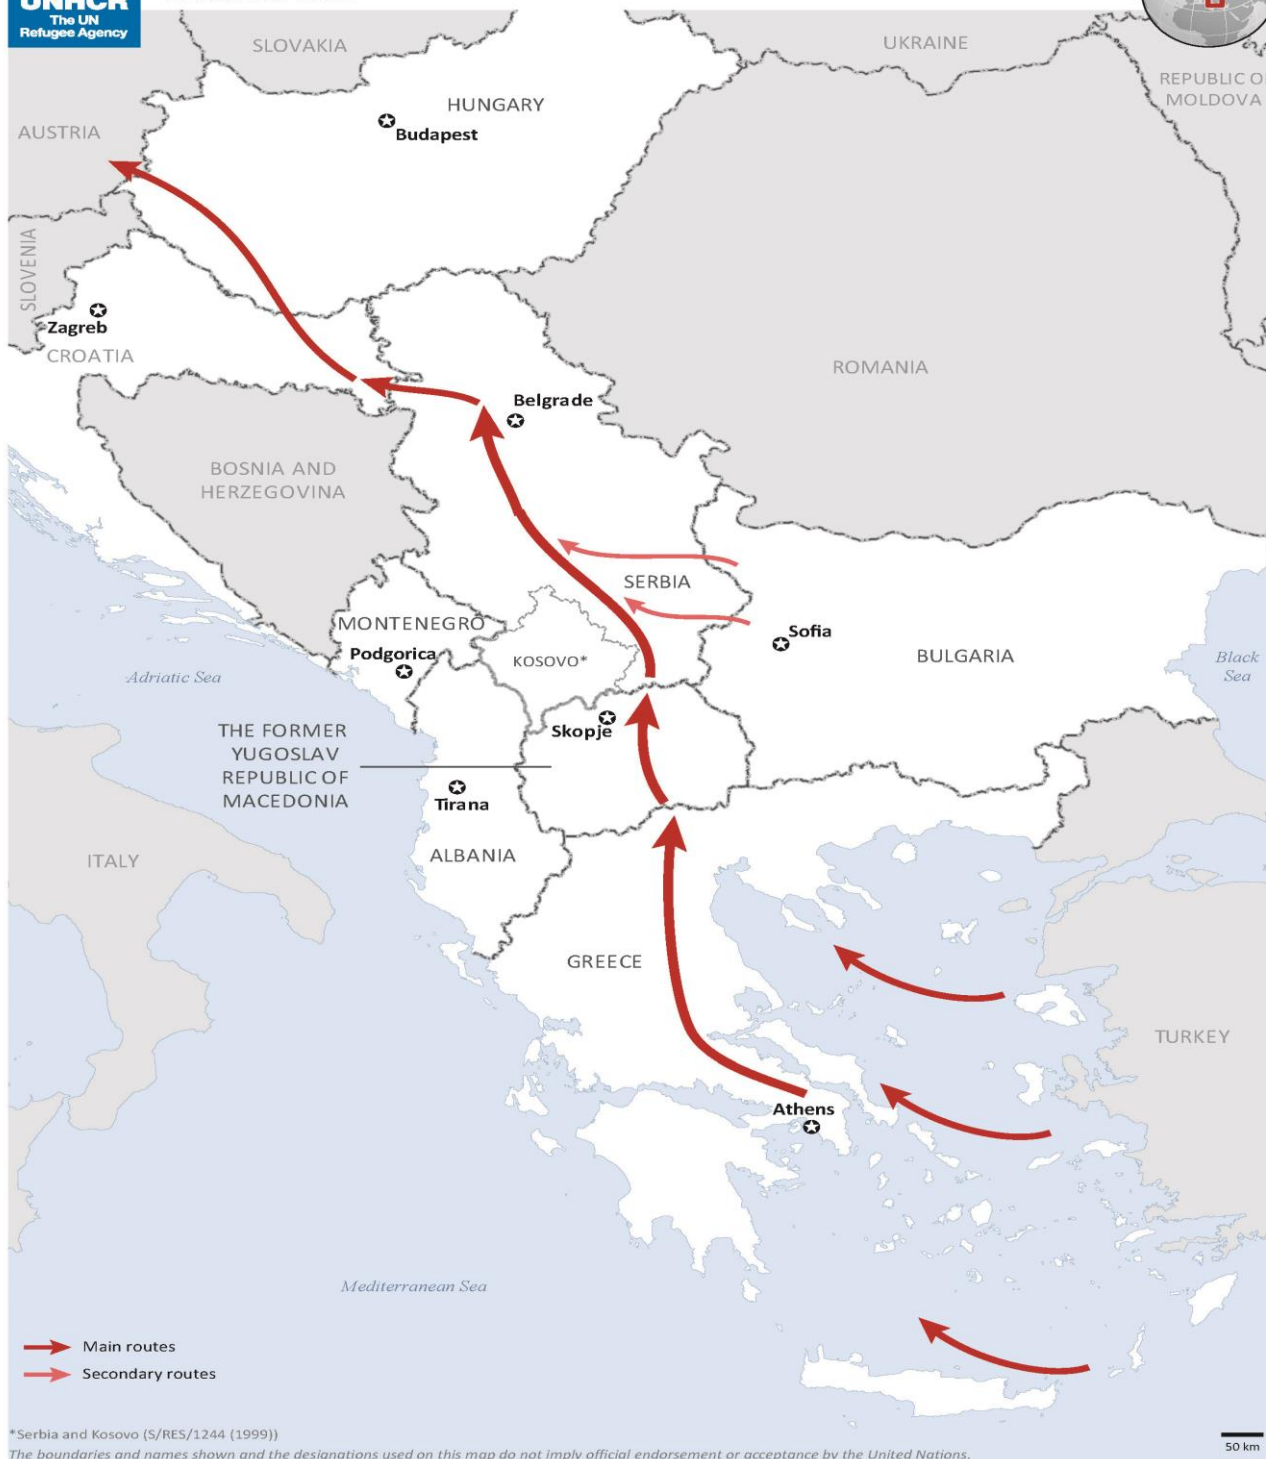 UNHCR
The UN
Refugee Agency
SLOVAKIA
UKRAINE
REPUBLIC OF
MOLDOVA
HUNGARY
Budapest
AUSTRIA
SLOVENIA
Zagreb
CROATIA
ROMANIA
Belgrade
BOSNIA AND
HERZEGOVINA
SERBIA
MONTENEGRO
Podgorica
KOSOVO*
Sofia
BULGARIA
Black
Sea
Adriatic Sea
THE FORMER
YUGOSLAV
REPUBLIC OF
MACEDONIA
Skopje
Tirana
ALBANIA
ITALY
GREECE
TURKEY
Athens
Mediterranean Sea
Main routes
Secondary routes
*Serbia and Kosovo (S/RES/1244 (1999))
The boundaries and names shown and the designations used on this map do not imply official endorsement or acceptance by the United Nations.
50 km